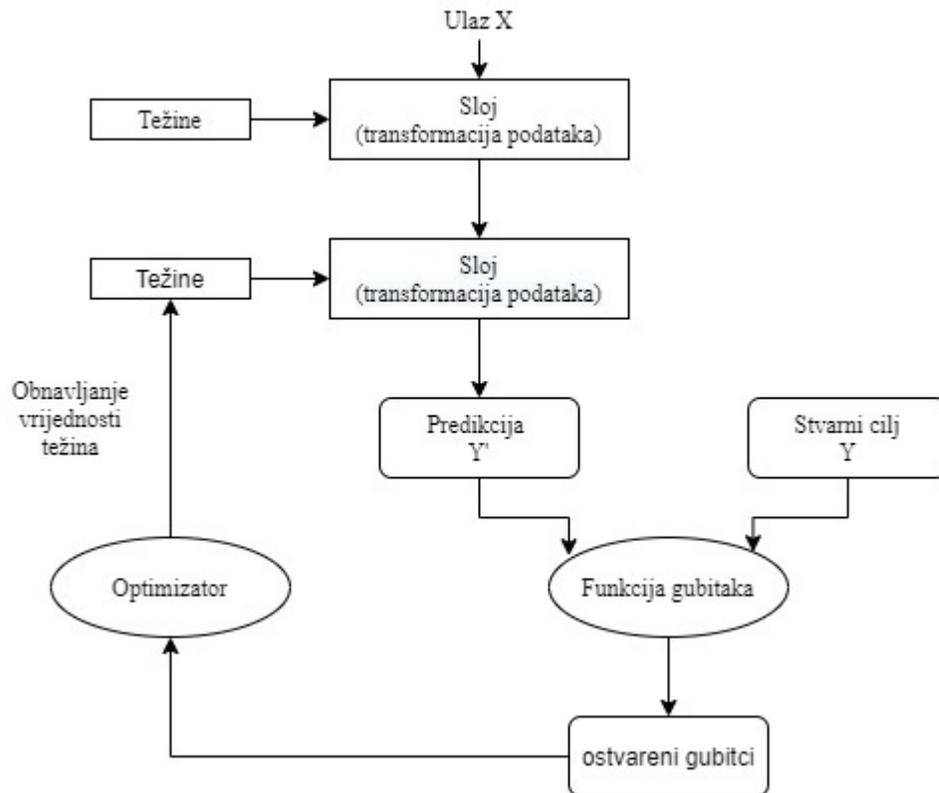 Ulaz X
Težine
Sloj
(transformacija podataka)
Težine
Sloj
(transformacija podataka)
Obnavljanje
vrijednosti
težina
Predikcija
Y'
Stvarni cilj
Y
Optimizator
Funkcija gubitaka
ostvareni gubitci